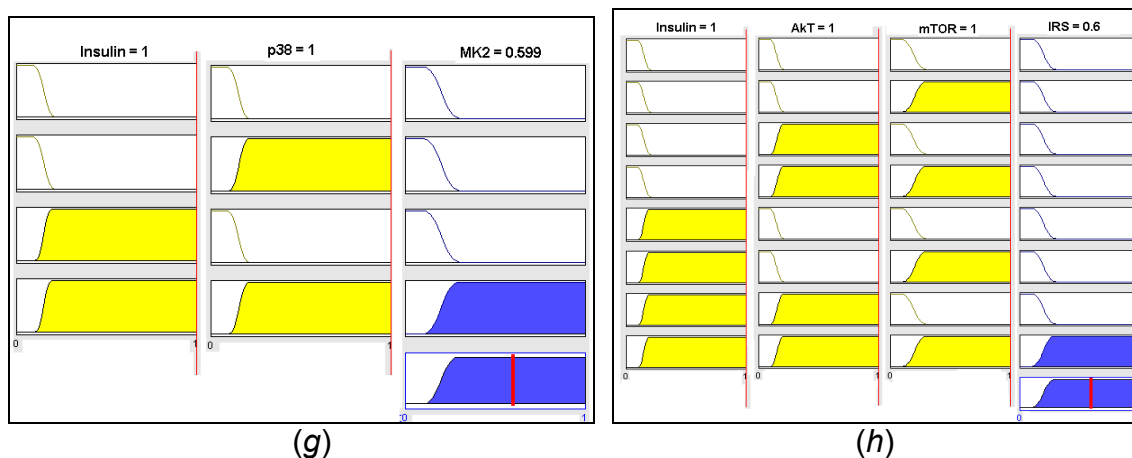 Insulin = 1 p38 = 1 MK2 = 0.599
0 1 0 1
0 1
(g)
Insulin = 1 AkT = 1 mTOR = 1 IRS = 0.6
0 1 0 1 0 1
0
(h)